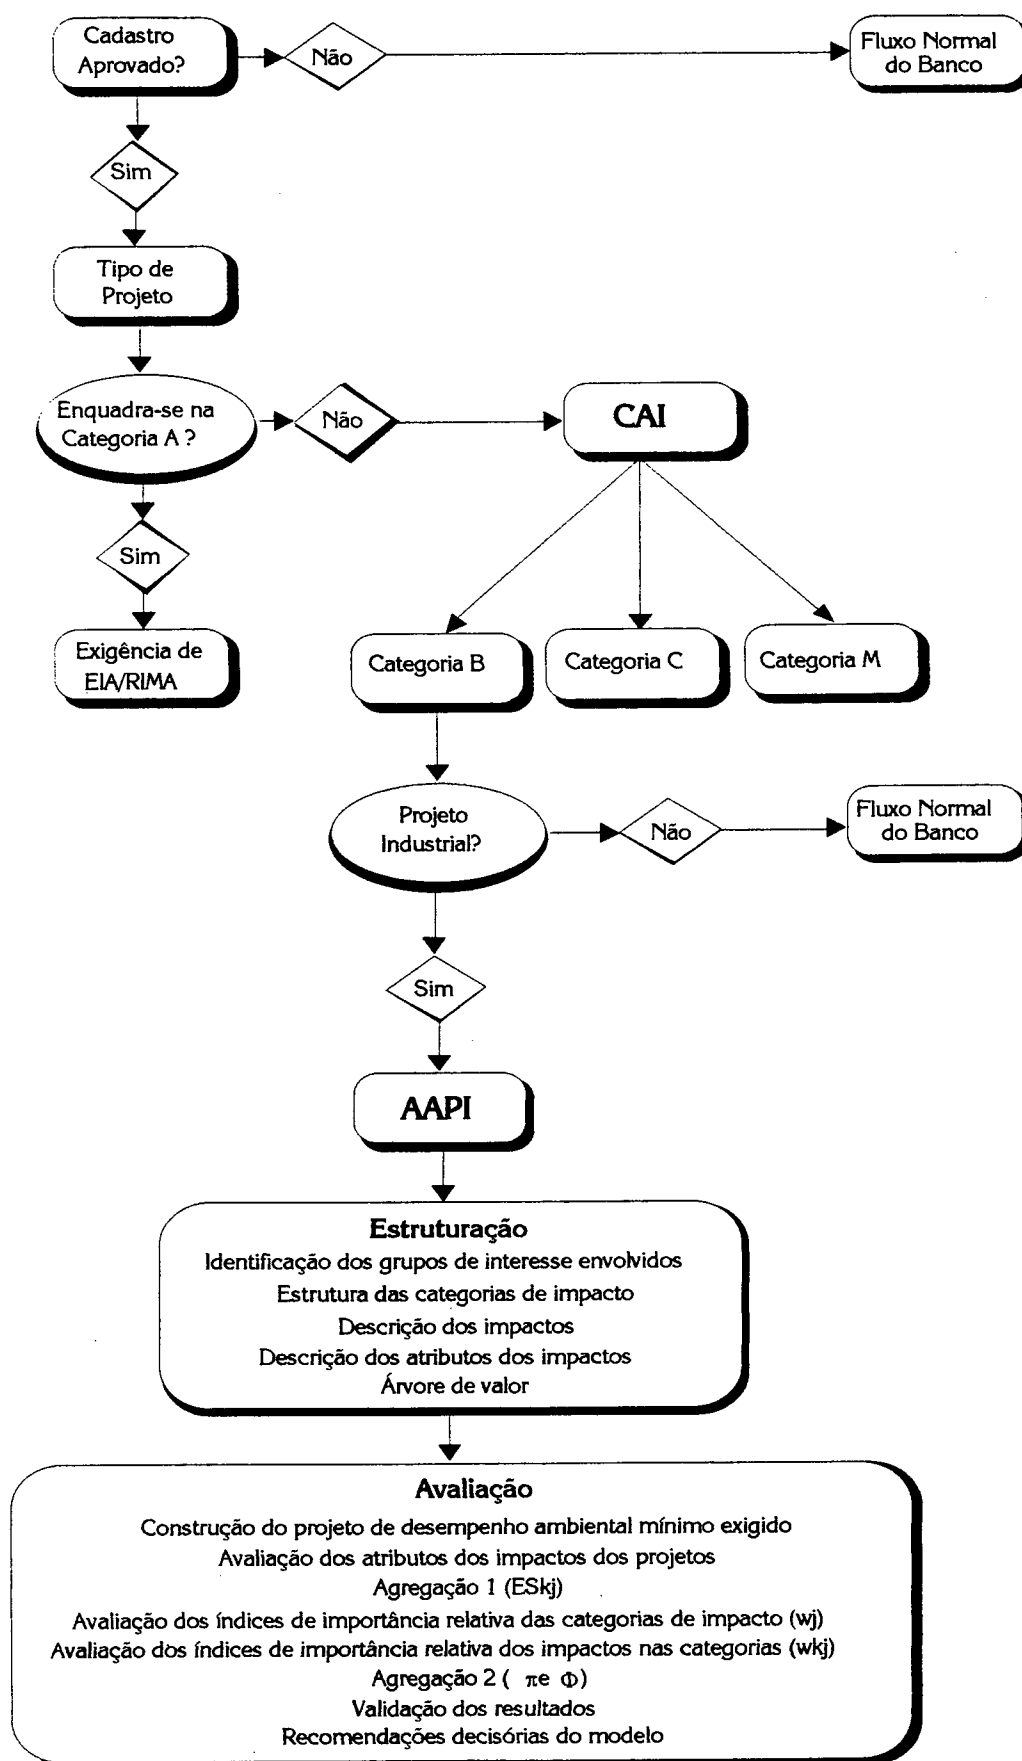 Cadastro
Aprovado?
Não
Fluxo Normal
do Banco
Sim
Tipo de
Projeto
Enquadra-se na
Categoria A ?
Não
CAI
Sim
Exigência de
EIA/RIMA
Categoria B
Categoria C
Categoria M
Projeto
Industrial?
Não
Fluxo Normal
do Banco
Sim
AAPI
Estruturação
Identificação dos grupos de interesse envolvidos
Estrutura das categorias de impacto
Descrição dos impactos
Descrição dos atributos dos impactos
Árvore de valor
Avaliação
Construção do projeto de desempenho ambiental mínimo exigido
Avaliação dos atributos dos impactos dos projetos
Agregação 1 (ESkj)
Avaliação dos índices de importância relativa das categorias de impacto (wj)
Avaliação dos índices de importância relativa dos impactos nas categorias (wkj)
Agregação 2 ( πe Φ)
Validação dos resultados
Recomendações decisórias do modelo